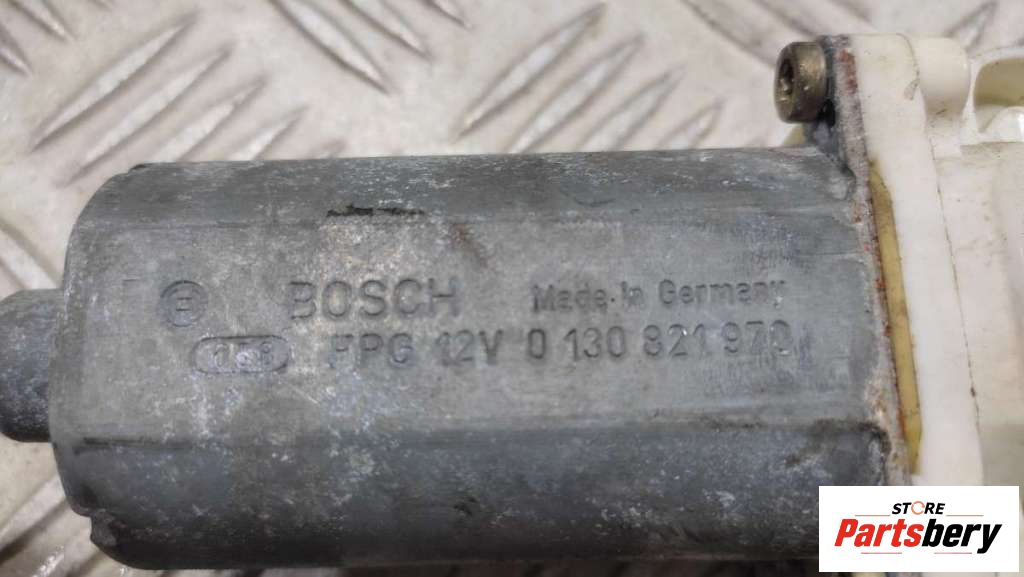 BOSCH Made in Germany
FPG 12V 0 130 821 970
STORE
Partsbery